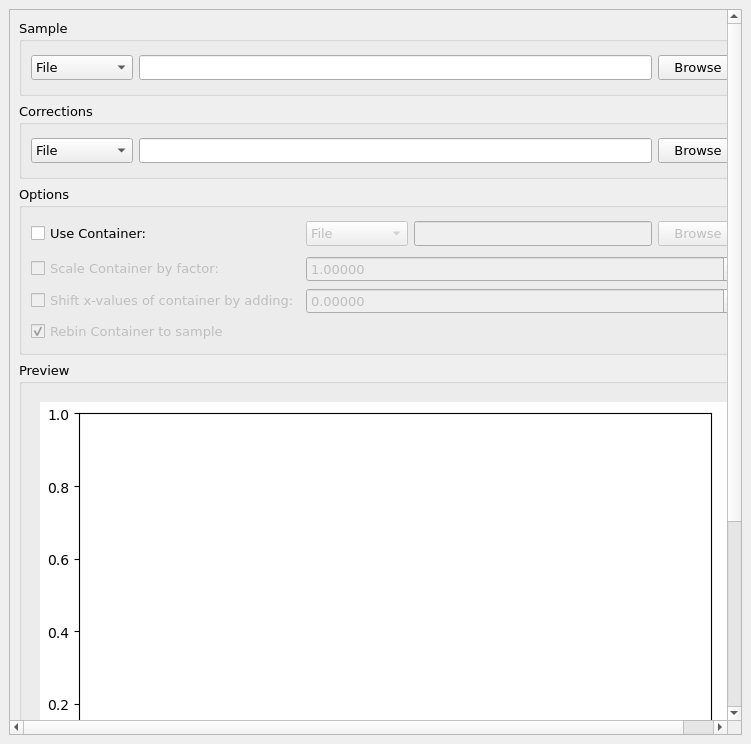 Sample
File Browse
Corrections
File Browse
Options
Use Container: File Browse
Scale Container by factor: 1.00000
Shift x-values of container by adding: 0.00000
Rebin Container to sample
Preview
1.0
0.8
0.6
0.4
0.2